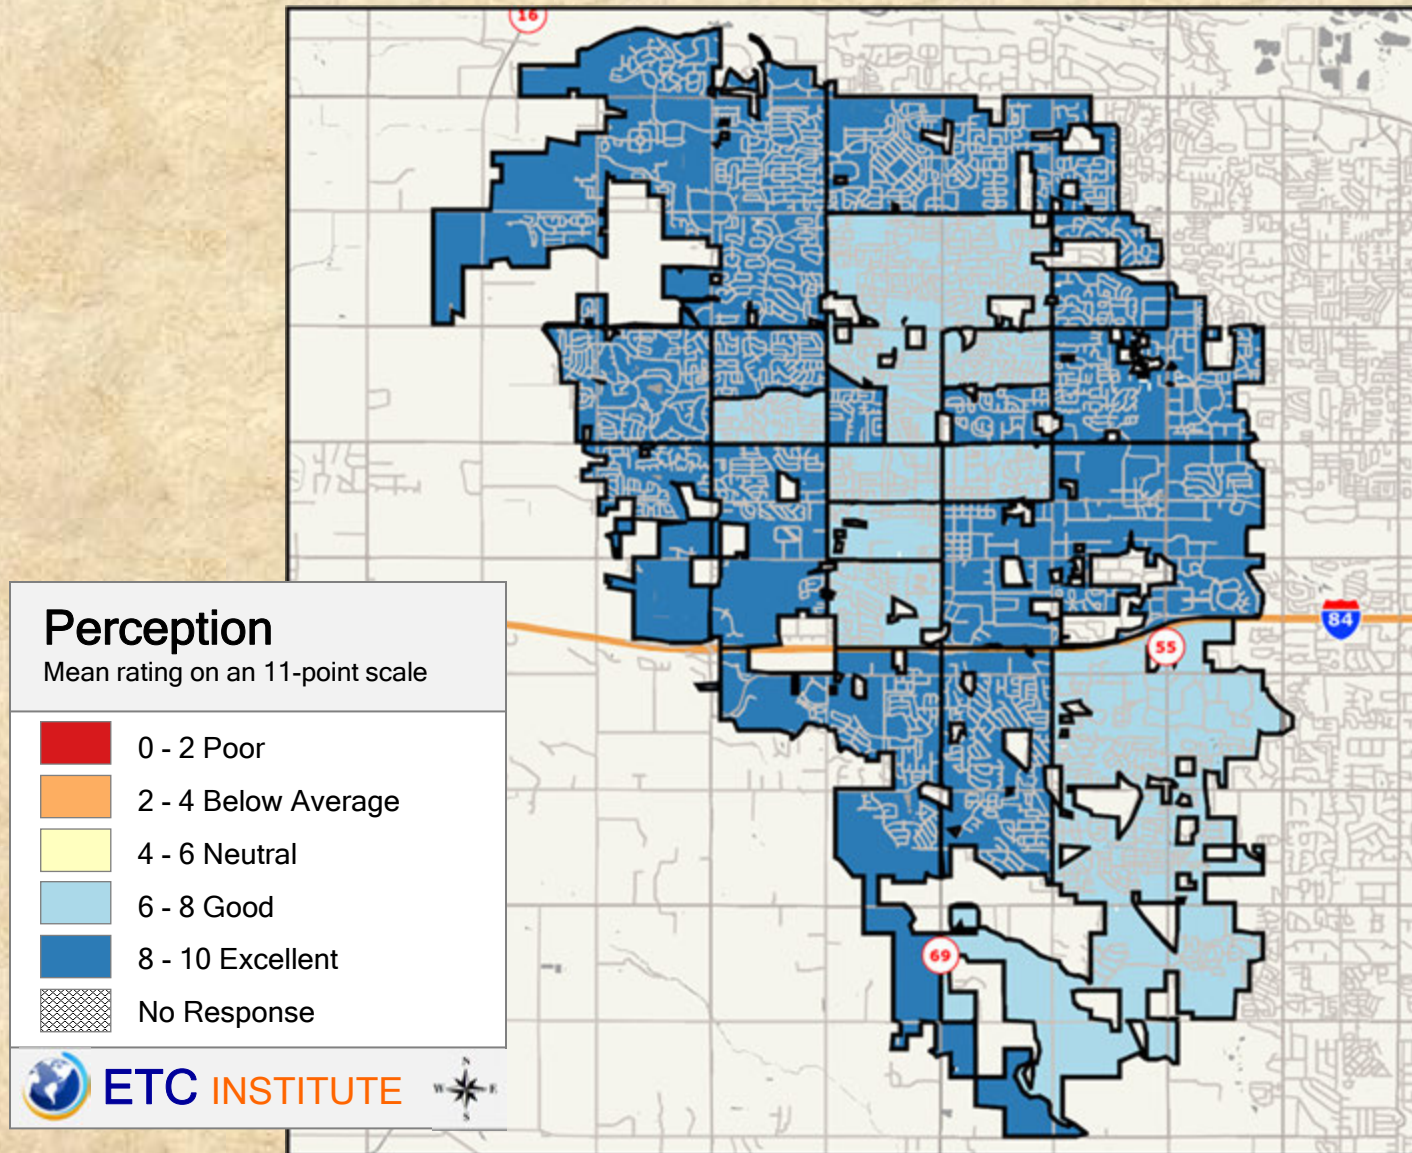 16
84
55
69
Perception
Mean rating on an 11-point scale
0 - 2 Poor
2 - 4 Below Average
4 - 6 Neutral
6 - 8 Good
8 - 10 Excellent
No Response
ETC INSTITUTE
N
W E
S